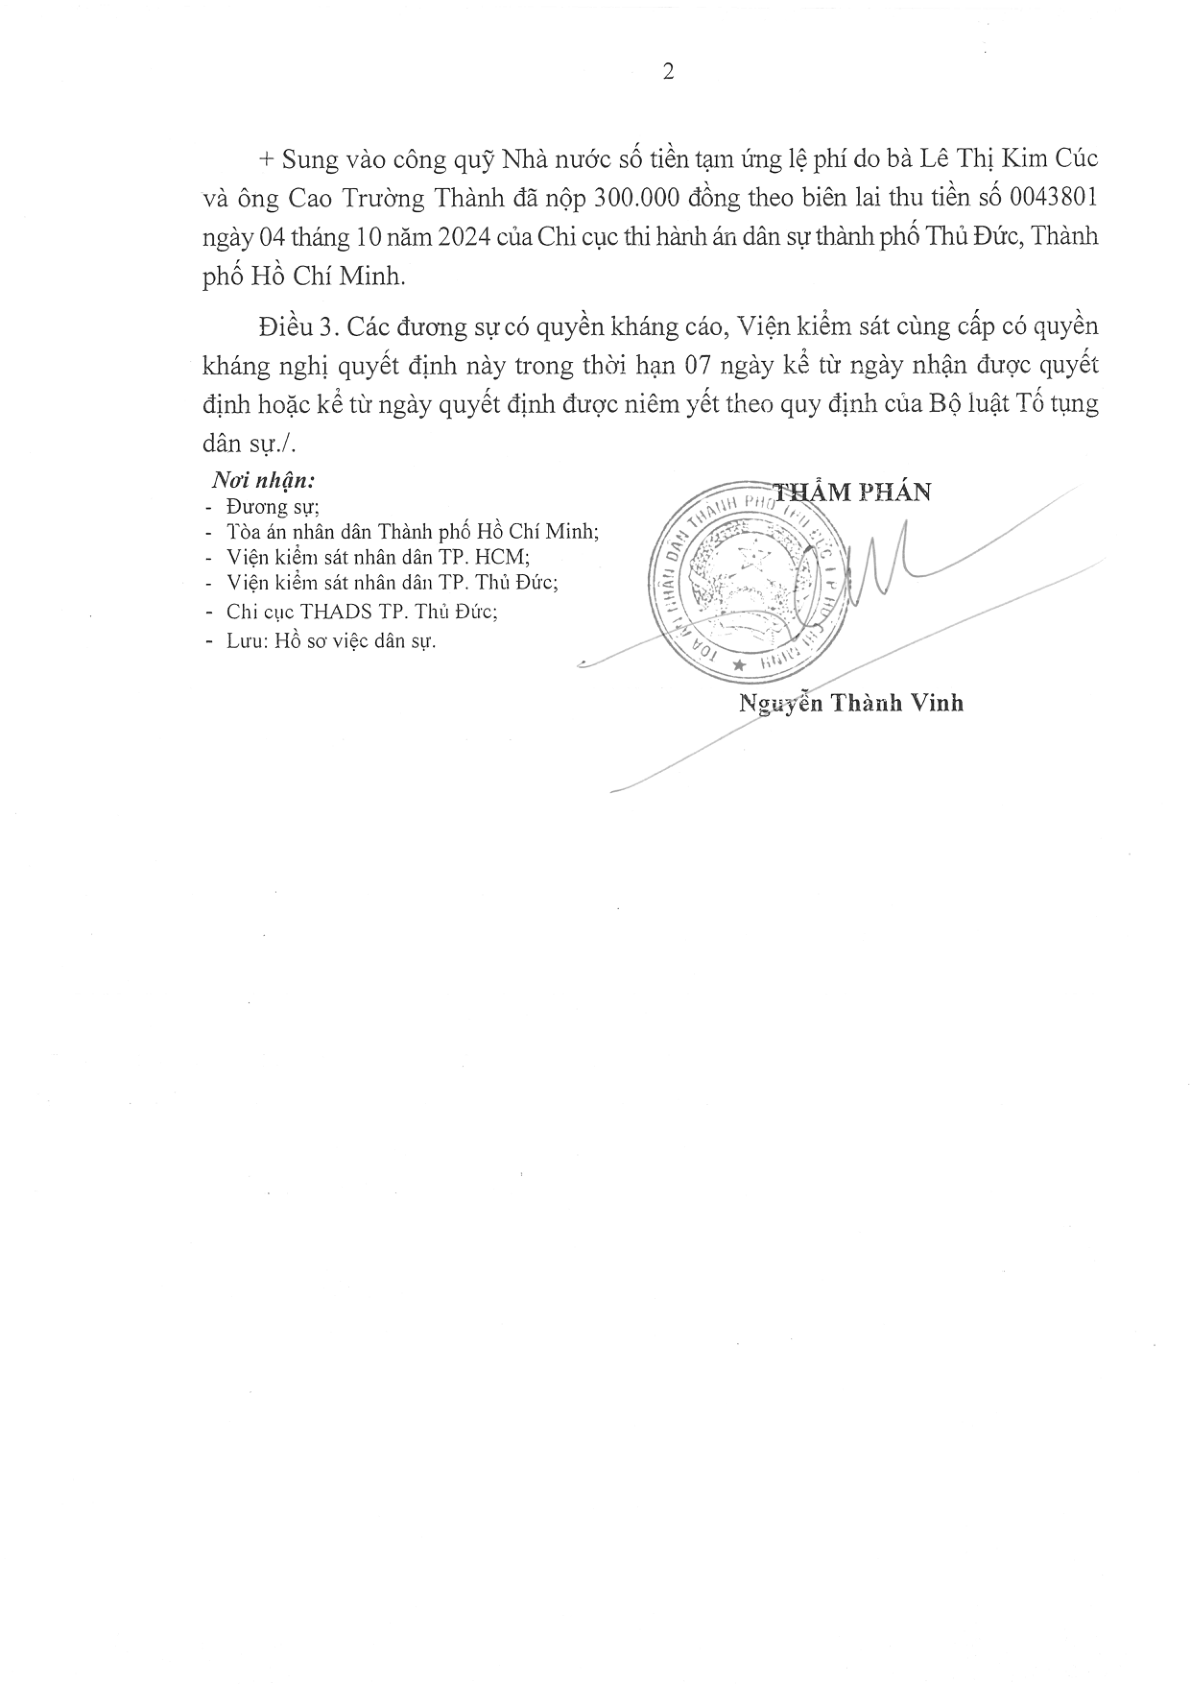 2
+ Sung vào công quỹ Nhà nước số tiền tạm ứng lệ phí do bà Lê Thị Kim Cúc
và ông Cao Trường Thành đã nộp 300.000 đồng theo biên lai thu tiền số 0043801
ngày 04 tháng 10 năm 2024 của Chi cục thi hành án dân sự thành phố Thủ Đức, Thành
phố Hồ Chí Minh.
Điều 3. Các đương sự có quyền kháng cáo, Viện kiểm sát cùng cấp có quyền
kháng nghị quyết định này trong thời hạn 07 ngày kể từ ngày nhận được quyết
định hoặc kể từ ngày quyết định được niêm yết theo quy định của Bộ luật Tố tụng
dân sự./.
Nơi nhận:
- Đương sự;
- Tòa án nhân dân Thành phố Hồ Chí Minh;
- Viện kiểm sát nhân dân TP. HCM;
- Viện kiểm sát nhân dân TP. Thủ Đức;
- Chi cục THADS TP. Thủ Đức;
- Lưu: Hồ sơ việc dân sự.
THẨM PHÁN
TÒA ÁN NHÂN DÂN THÀNH PHỐ THỦ ĐỨC TP HỒ CHÍ MINH
Nguyễn Thành Vinh